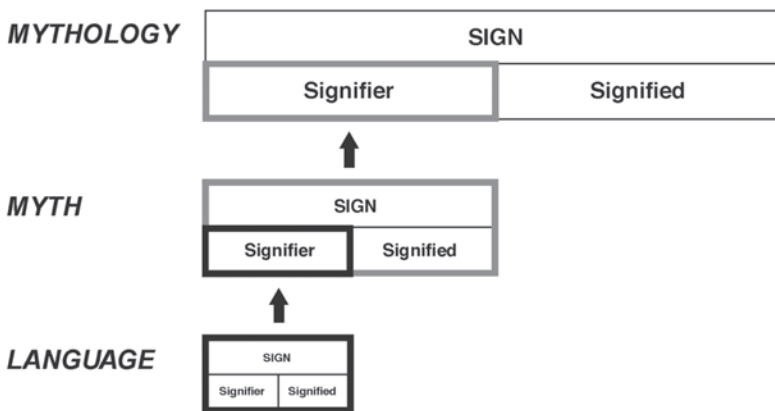 MYTHOLOGY
SIGN
Signifier Signified
MYTH
SIGN
Signifier Signified
LANGUAGE
SIGN
Signifier Signified